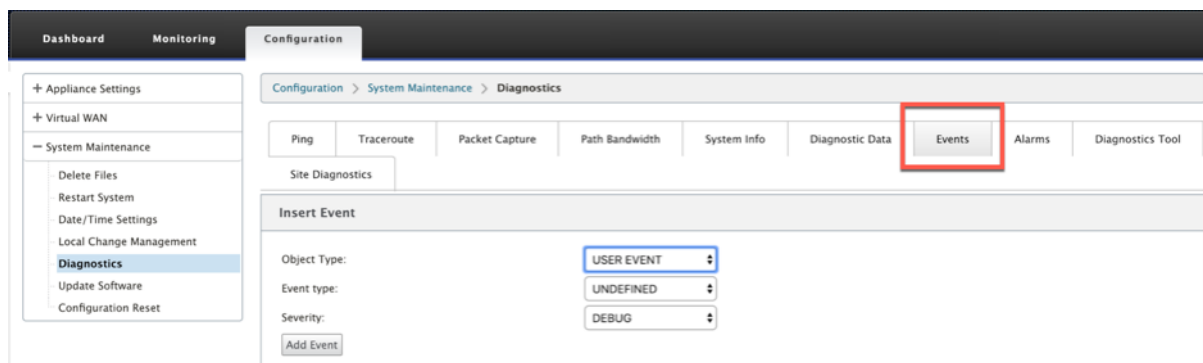 Dashboard Monitoring Configuration
+ Appliance Settings
+ Virtual WAN
− System Maintenance
Delete Files
Restart System
Date/Time Settings
Local Change Management
Diagnostics
Update Software
Configuration Reset
Configuration > System Maintenance > Diagnostics
Ping Traceroute Packet Capture Path Bandwidth System Info Diagnostic Data Events Alarms Diagnostics Tool
Site Diagnostics
Insert Event
Object Type: USER EVENT
Event type: UNDEFINED
Severity: DEBUG
Add Event